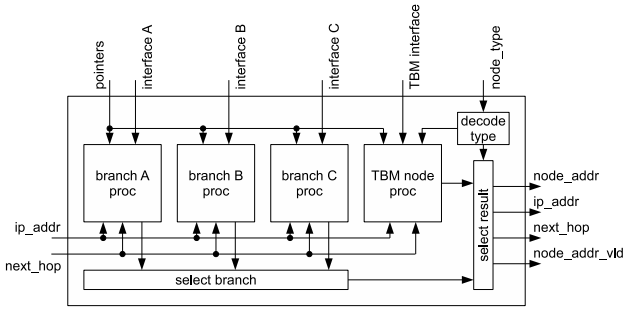 pointers
interface A
interface B
interface C
TBM interface
node_type
decode
type
branch A
proc
branch B
proc
branch C
proc
TBM node
proc
select result
node_addr
ip_addr
next_hop
node_addr_vld
ip_addr
next_hop
select branch